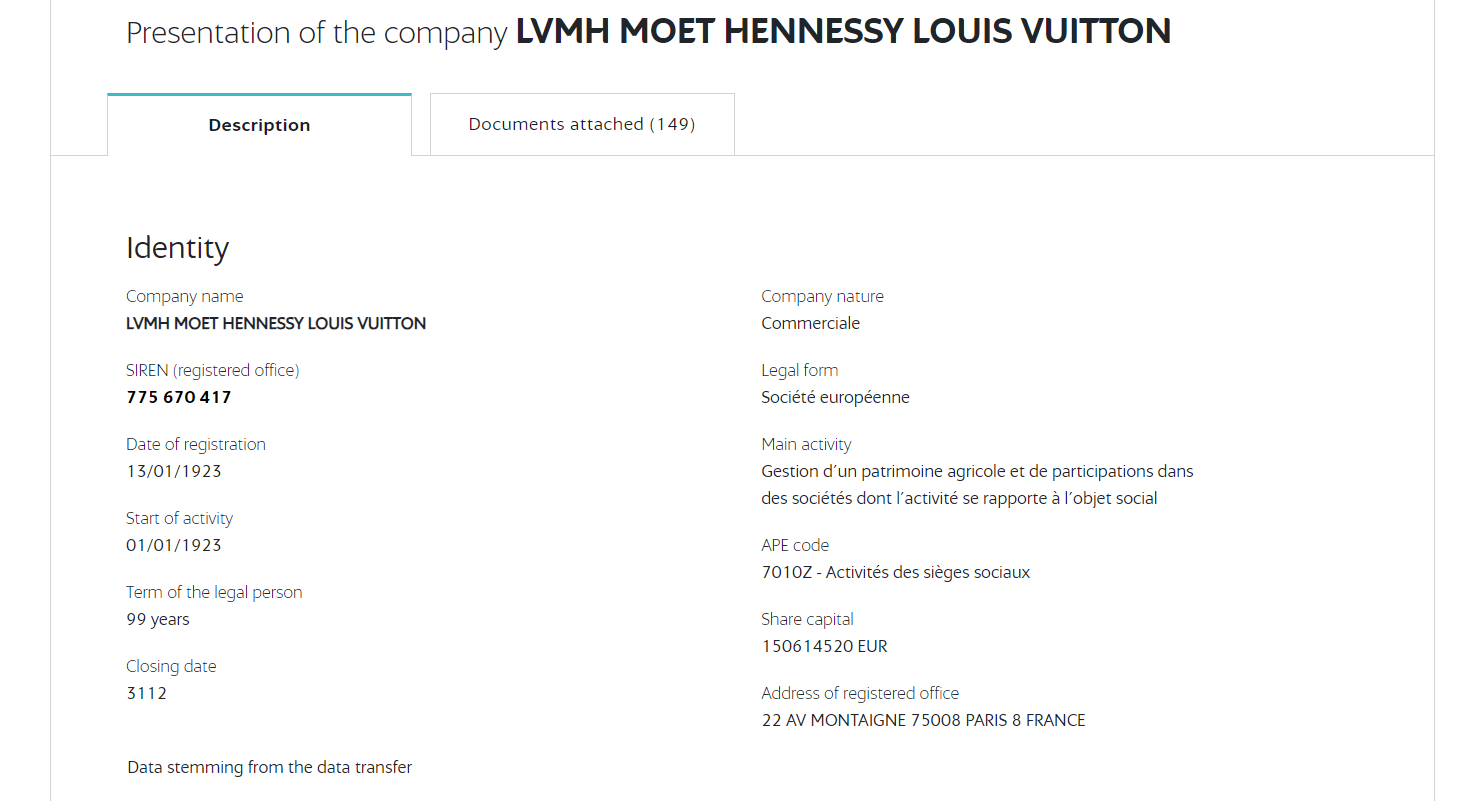 Presentation of the company LVMH MOET HENNESSY LOUIS VUITTON
Description
Documents attached (149)
Identity
Company name
LVMH MOET HENNESSY LOUIS VUITTON
SIREN (registered office)
775 670 417
Date of registration
13/01/1923
Start of activity
01/01/1923
Term of the legal person
99 years
Closing date
3112
Company nature
Commerciale
Legal form
Société européenne
Main activity
Gestion d'un patrimoine agricole et de participations dans
des sociétés dont l'activité se rapporte à l'objet social
APE code
7010Z - Activités des sièges sociaux
Share capital
150614520 EUR
Address of registered office
22 AV MONTAIGNE 75008 PARIS 8 FRANCE
Data stemming from the data transfer